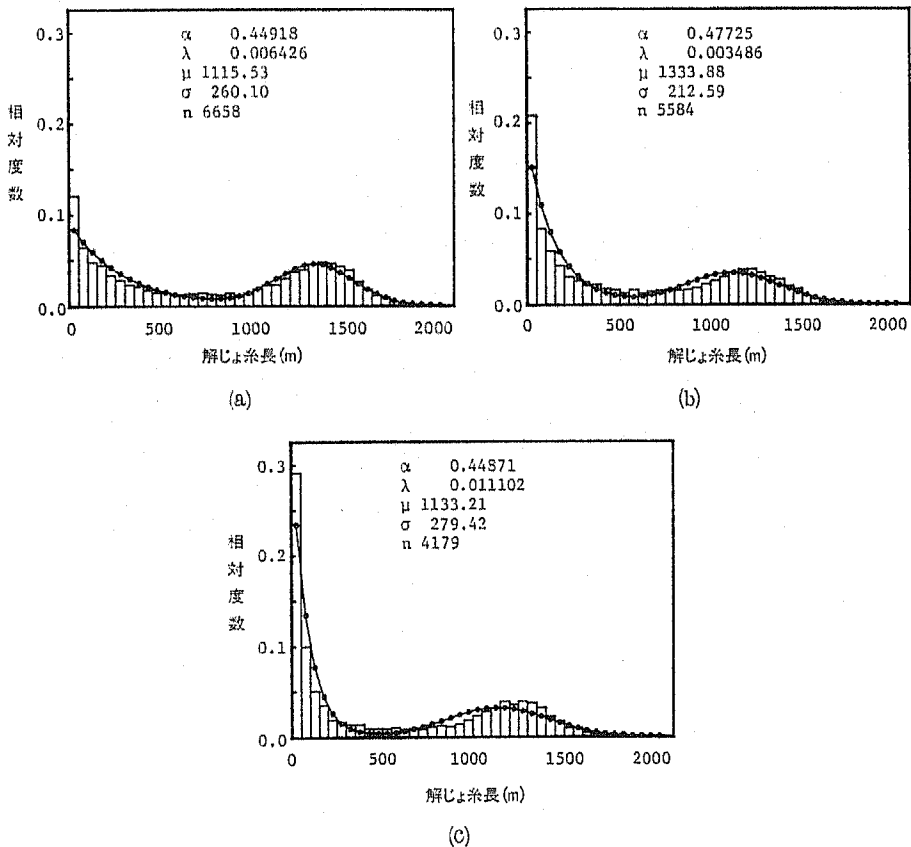 0.3
0.2
0.1
0.0
相対度数
α 0.44918
λ 0.006426
μ 1115.53
σ 260.10
n 6658
0 500 1000 1500 2000
解じょ糸長(m)
(a)
0.3
0.2
0.1
0.0
相対度数
α 0.47725
λ 0.003486
μ 1333.88
σ 212.59
n 5584
0 500 1000 1500 2000
解じょ糸長(m)
(b)
0.3
0.2
0.1
0.0
相対度数
α 0.44871
λ 0.011102
μ 1133.21
σ 279.42
n 4179
0 500 1000 1500 2000
解じょ糸長(m)
(c)